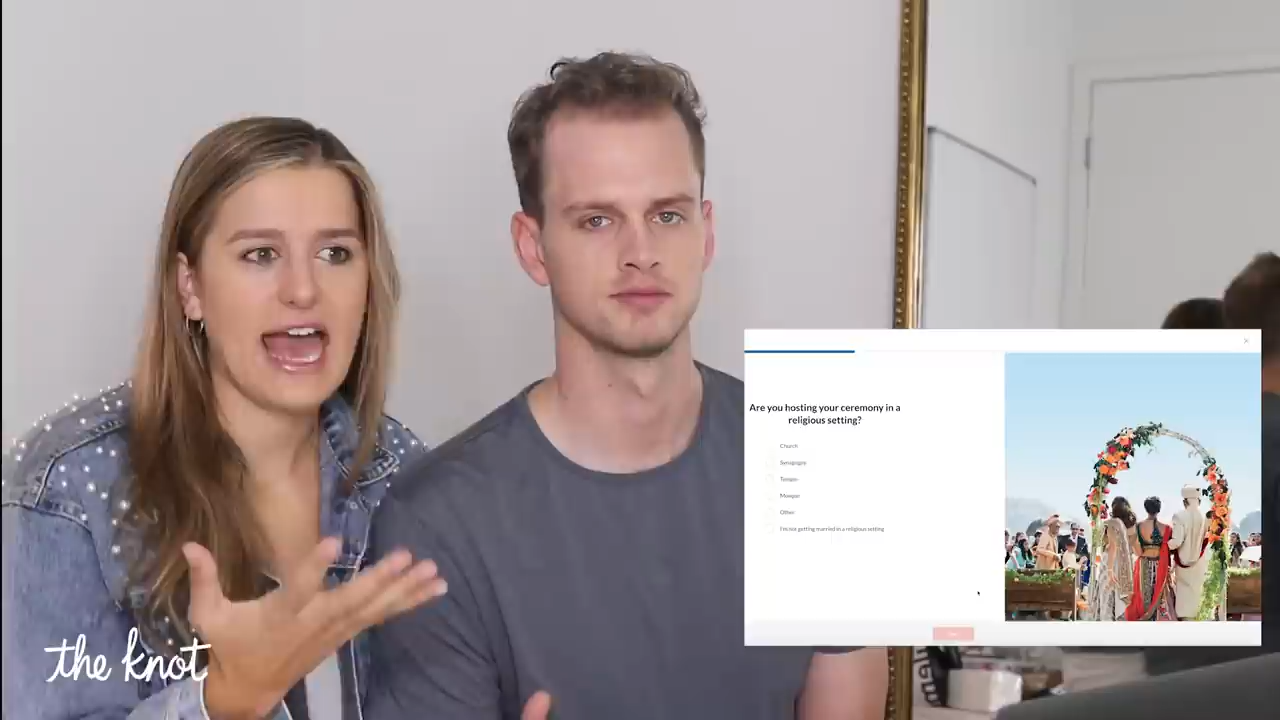 Are you hosting your ceremony in a
religious setting?
Church
Synagogue
Temple
Mosque
Other
I'm not getting married in a religious setting
the knot